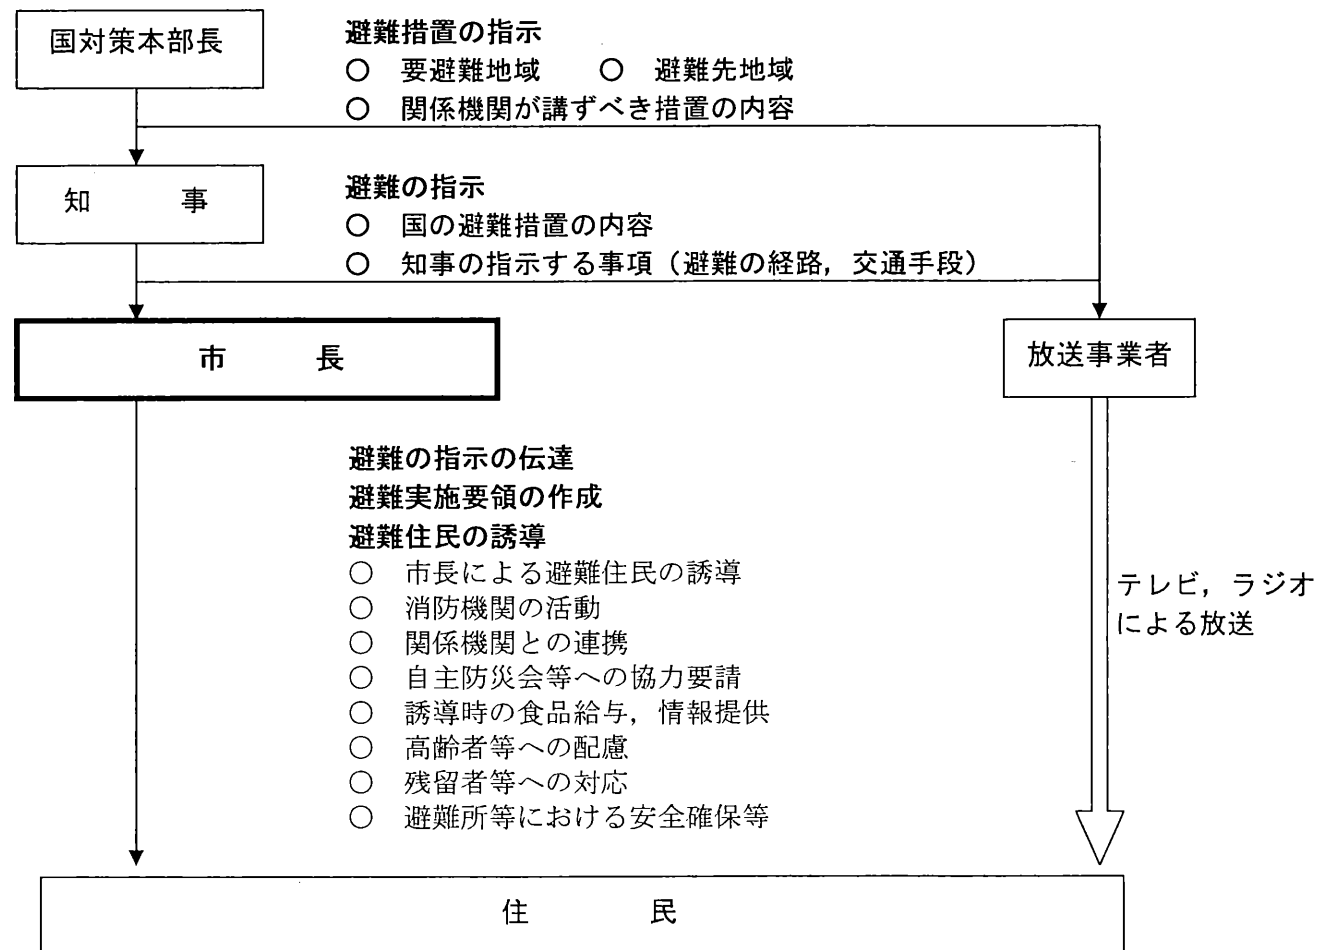 国対策本部長
避難措置の指示
○ 要避難地域 ○ 避難先地域
○ 関係機関が講ずべき措置の内容
知 事
避難の指示
○ 国の避難措置の内容
○ 知事の指示する事項（避難の経路，交通手段）
市 長
放送事業者
避難の指示の伝達
避難実施要領の作成
避難住民の誘導
○ 市長による避難住民の誘導
○ 消防機関の活動
○ 関係機関との連携
○ 自主防災会等への協力要請
○ 誘導時の食品給与，情報提供
○ 高齢者等への配慮
○ 残留者等への対応
○ 避難所等における安全確保等
テレビ，ラジオ
による放送
住 民